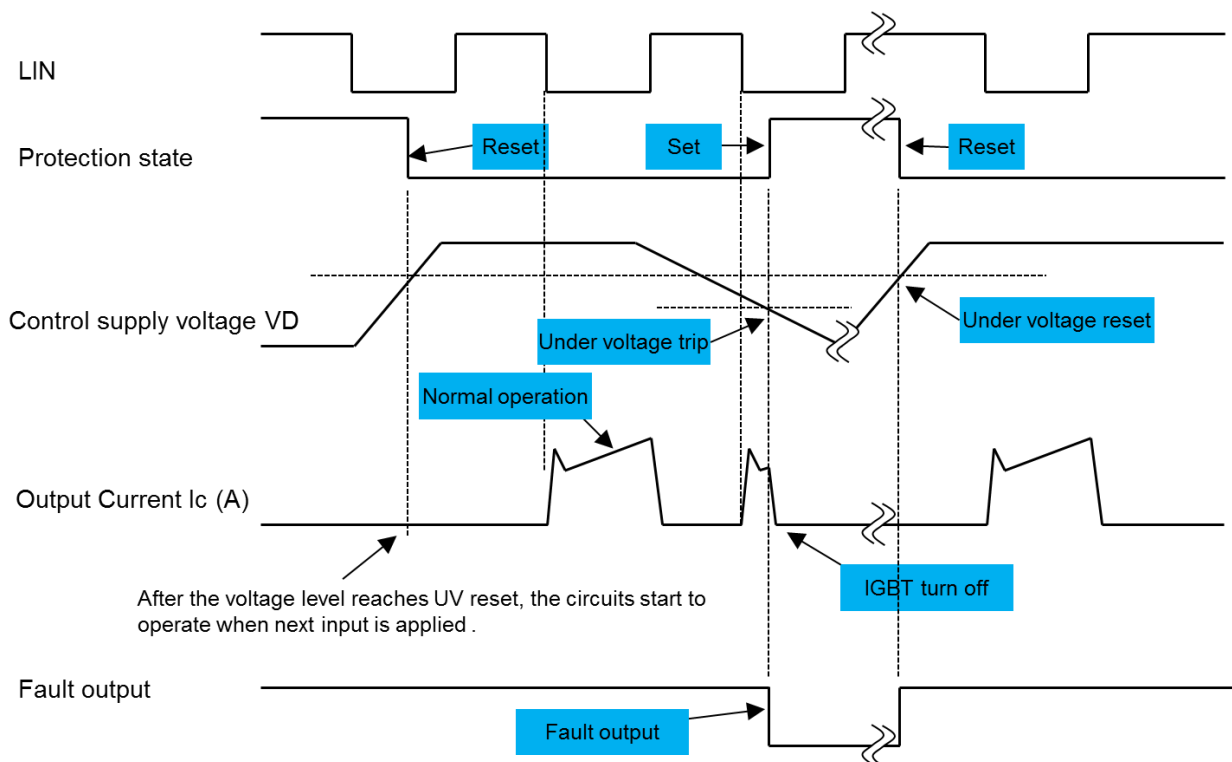 LIN
Protection state
Reset
Set
Reset
Control supply voltage VD
Under voltage trip
Under voltage reset
Normal operation
Output Current Ic (A)
IGBT turn off
After the voltage level reaches UV reset, the circuits start to
operate when next input is applied .
Fault output
Fault output